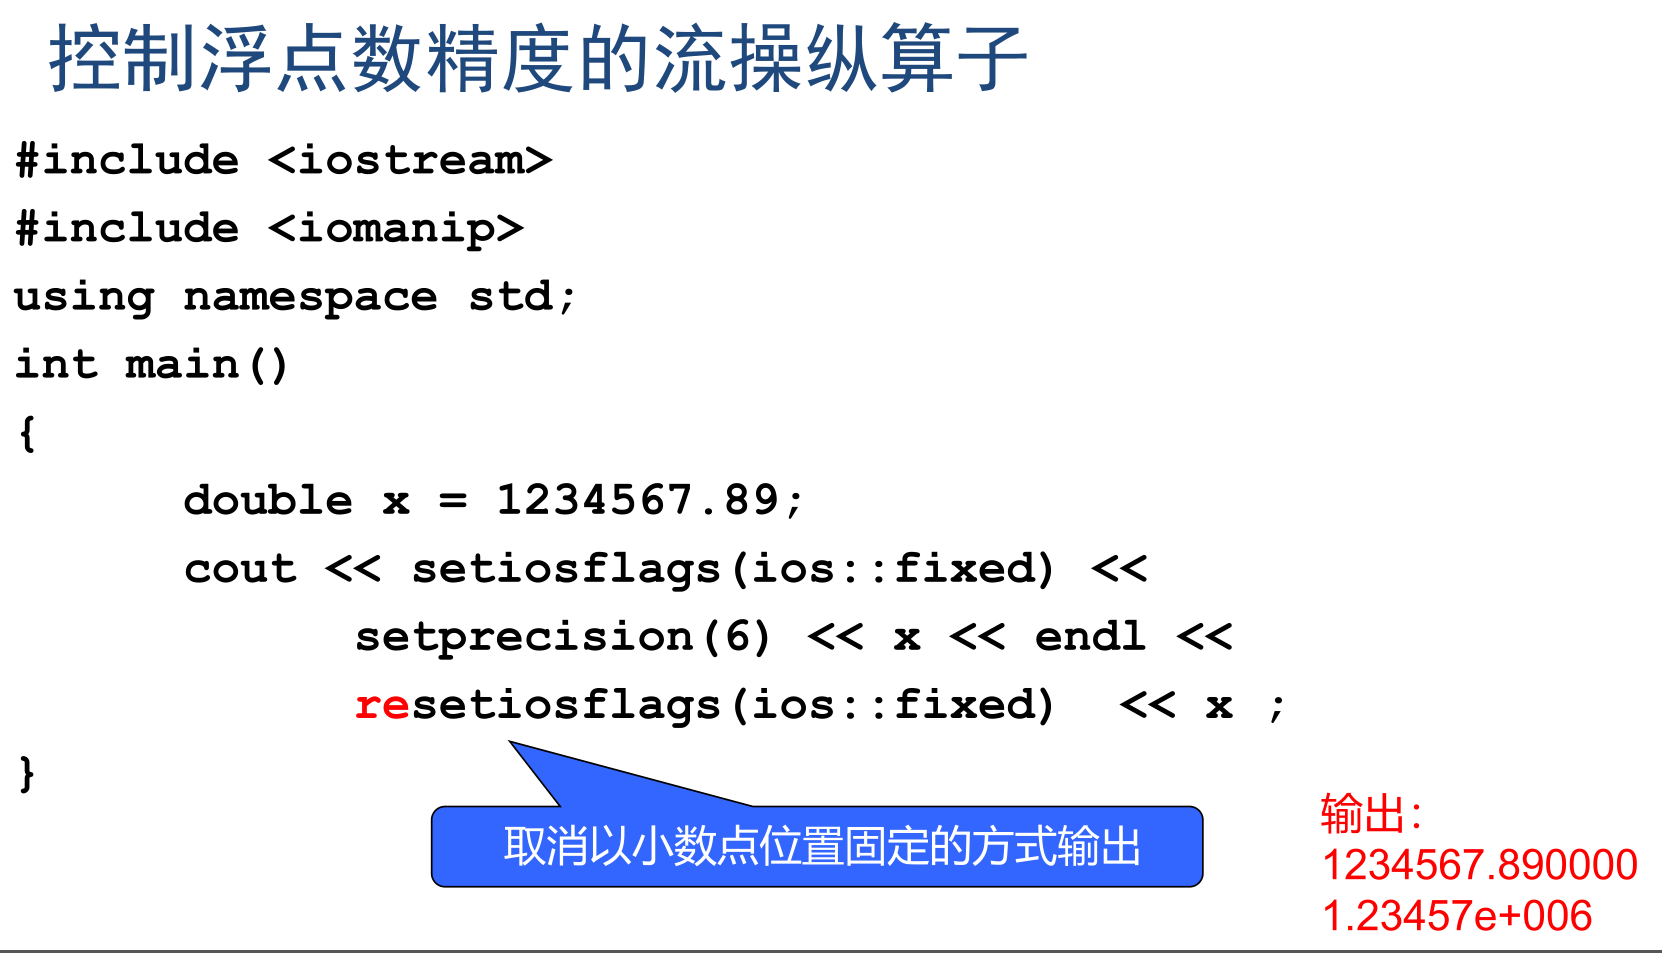 控制浮点数精度的流操纵算子
#include <iostream>
#include <iomanip>
using namespace std;
int main()
{
double x = 1234567.89;
cout << setiosflags(ios::fixed) <<
setprecision(6) << x << endl <<
resetiosflags(ios::fixed) << x ;
}
取消以小数点位置固定的方式输出
输出:
1234567.890000
1.23457e+006